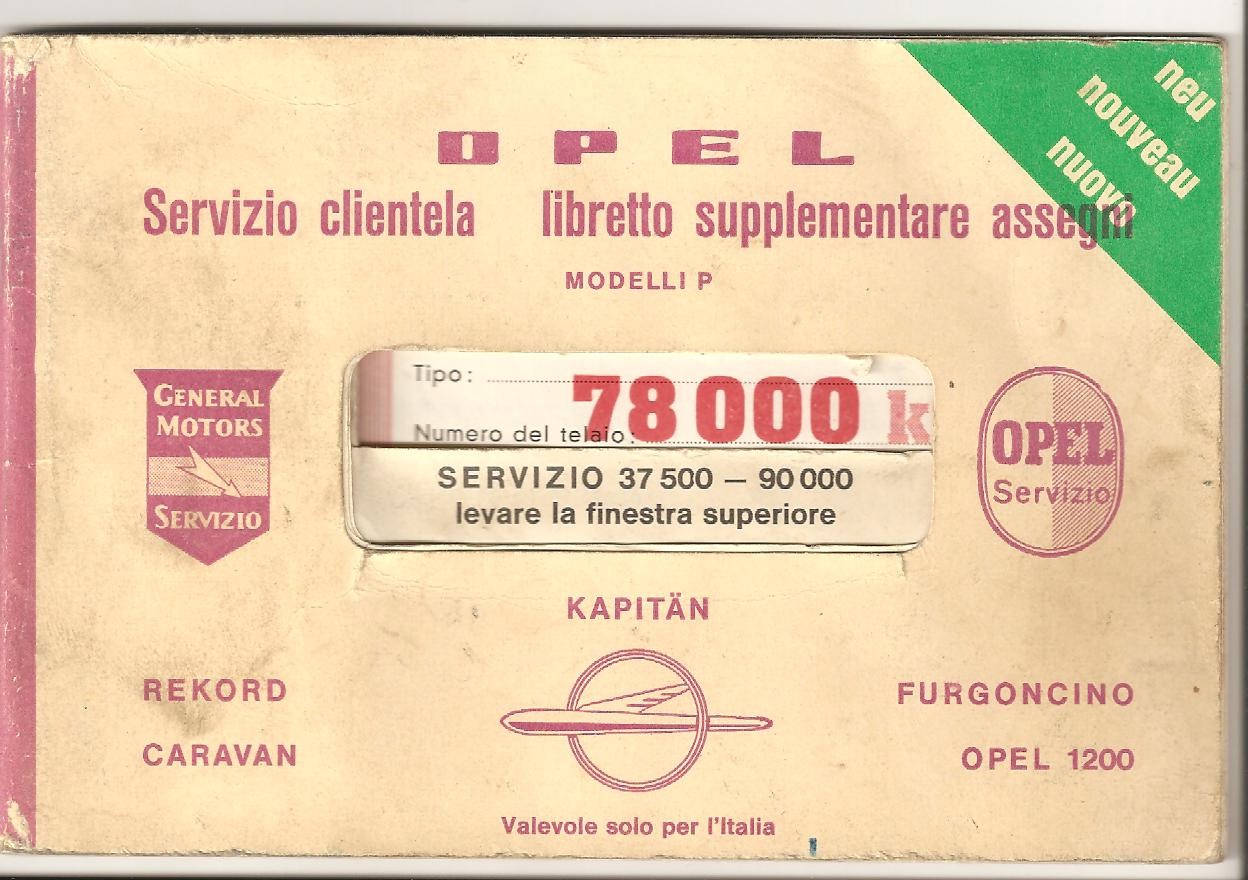 neu
nouveau
nuovo
OPEL
Servizio clientela libretto supplementare assegni
MODELLI P
GENERAL
MOTORS
SERVIZIO
Tipo:
78 000 k
Numero del telaio:
SERVIZIO 37 500 – 90 000
levare la finestra superiore
OPEL
Servizio
KAPITÄN
REKORD
FURGONCINO
CARAVAN
OPEL 1200
Valevole solo per l'Italia